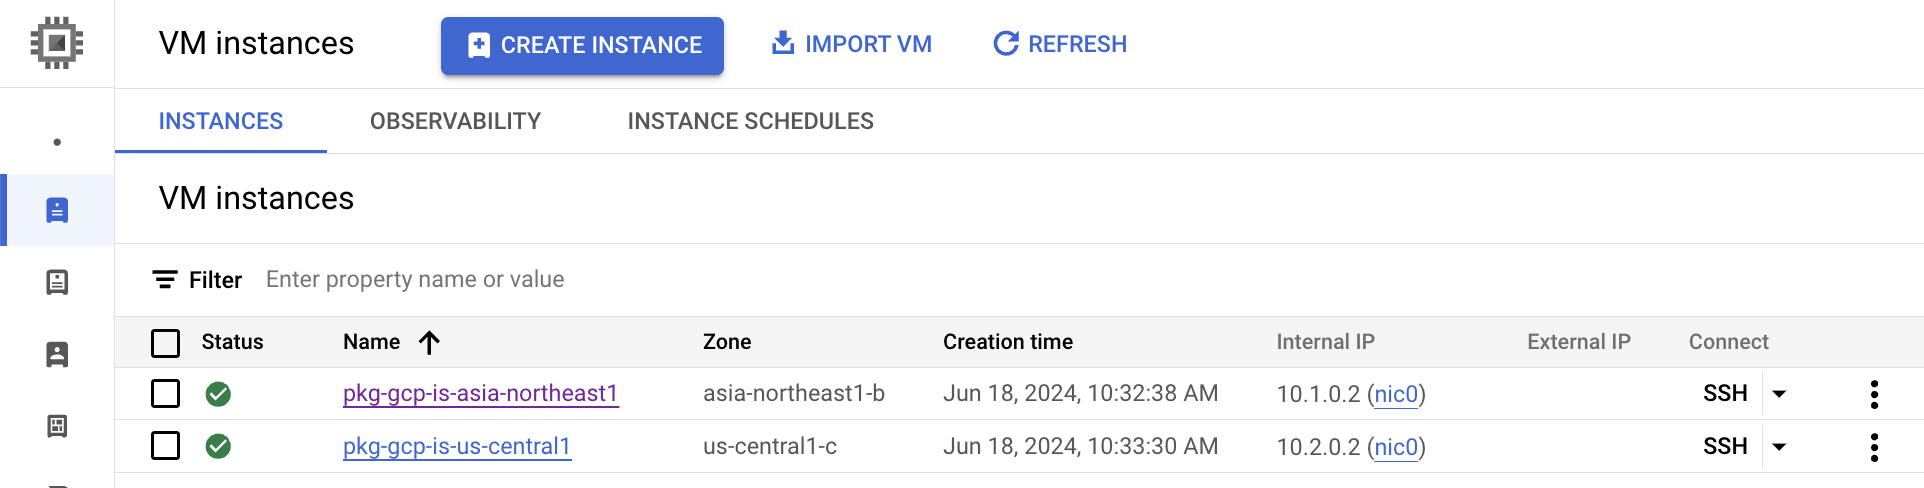 VM instances CREATE INSTANCE IMPORT VM REFRESH
INSTANCES OBSERVABILITY INSTANCE SCHEDULES
VM instances
Filter Enter property name or value
Status Name Zone Creation time Internal IP External IP Connect
pkg-gcp-is-asia-northeast1 asia-northeast1-b Jun 18, 2024, 10:32:38 AM 10.1.0.2 (nic0) SSH
pkg-gcp-is-us-central1 us-central1-c Jun 18, 2024, 10:33:30 AM 10.2.0.2 (nic0) SSH